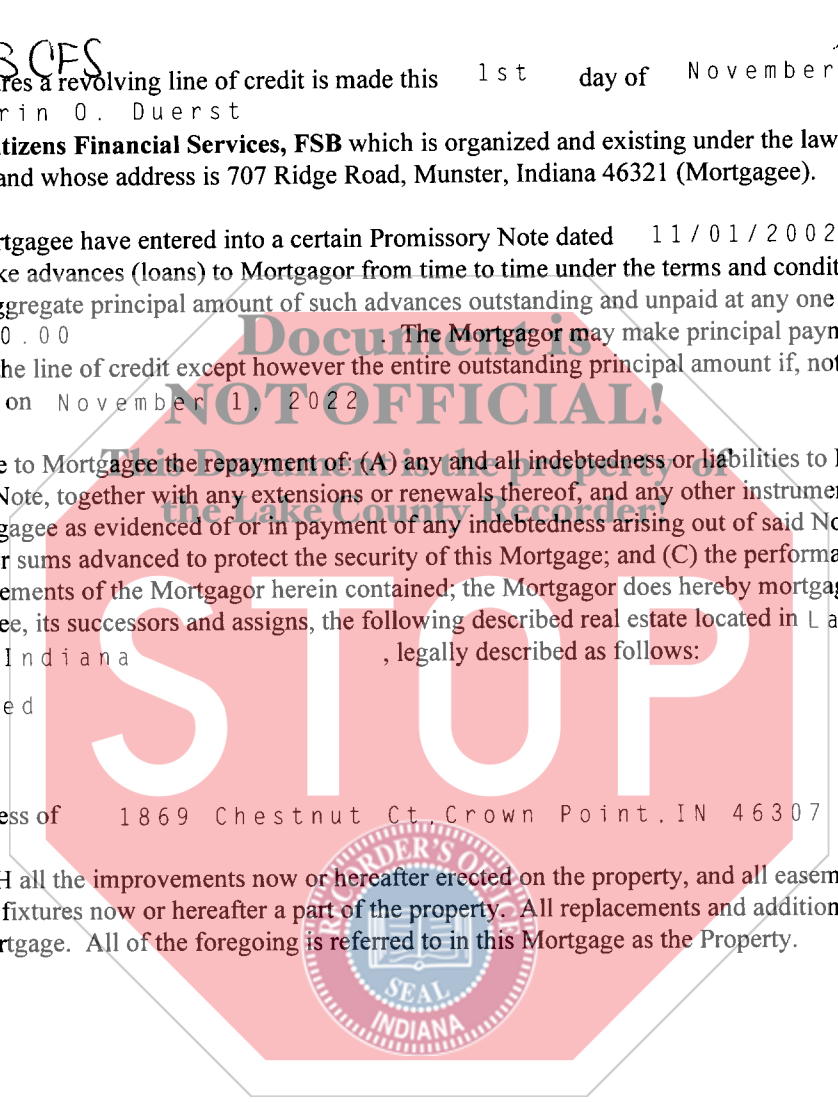 3 CFS
res a revolving line of credit is made this 1st day of November
rin O. Duerst
tizens Financial Services, FSB which is organized and existing under the law
and whose address is 707 Ridge Road, Munster, Indiana 46321 (Mortgagee).
rtgagee have entered into a certain Promissory Note dated 11/01/2002
ke advances (loans) to Mortgagor from time to time under the terms and condit
ggregate principal amount of such advances outstanding and unpaid at any one
0.00 . The Mortgagor may make principal paym
Document is
he line of credit except however the entire outstanding principal amount if, not
on November 1, 2022
NOT OFFICIAL!
e to Mortgagee the repayment of: (A) any and all indebtedness or liabilities to
This Document is the property of
Note, together with any extensions or renewals thereof, and any other instrumen
the Lake County Recorder!
gagee as evidenced of or in payment of any indebtedness arising out of said No
r sums advanced to protect the security of this Mortgage; and (C) the performa
ements of the Mortgagor herein contained; the Mortgagor does hereby mortgag
ee, its successors and assigns, the following described real estate located in La
Indiana , legally described as follows:
ed
STOP
ess of 1869 Chestnut Ct,Crown Point,IN 46307
H all the improvements now or hereafter erected on the property, and all easem
fixtures now or hereafter a part of the property. All replacements and addition
rtgage. All of the foregoing is referred to in this Mortgage as the Property.
RECORDER'S OFFICE
SEAL
INDIANA